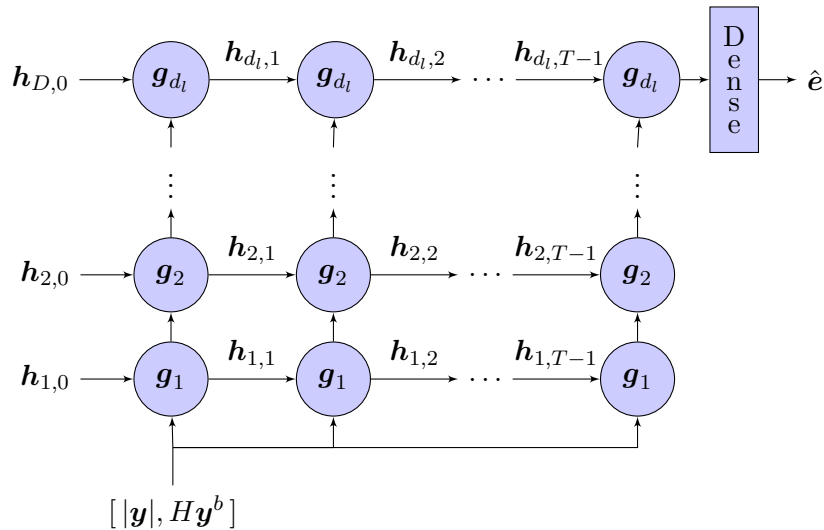 h_{D,0} g_{d_l} h_{d_l,1} g_{d_l} h_{d_l,2} ··· h_{d_l,T−1} g_{d_l} Dense ê
⋮ ⋮ ⋮
h_{2,0} g_2 h_{2,1} g_2 h_{2,2} ··· h_{2,T−1} g_2
h_{1,0} g_1 h_{1,1} g_1 h_{1,2} ··· h_{1,T−1} g_1
[ |y|, Hy^b ]